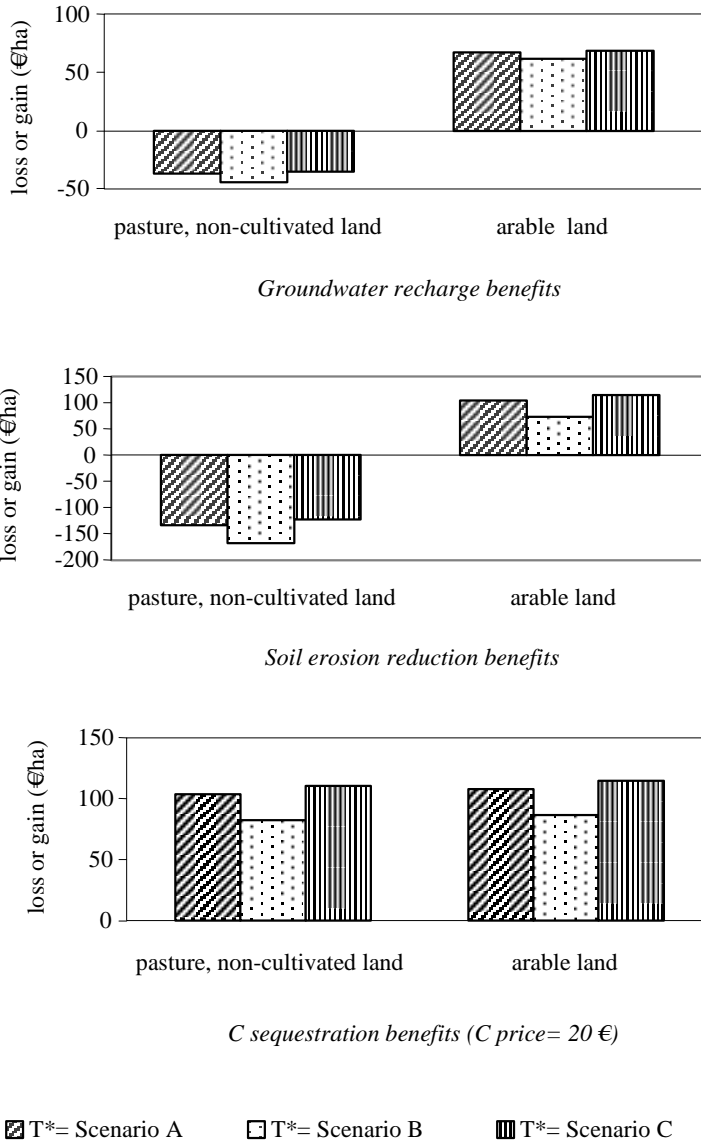 100
50
0
-50
loss or gain (€/ha)
pasture, non-cultivated land arable land
Groundwater recharge benefits
150
100
50
0
-50
-100
-150
-200
loss or gain (€/ha)
pasture, non-cultivated land arable land
Soil erosion reduction benefits
150
100
50
0
loss or gain (€/ha)
pasture, non-cultivated land arable land
C sequestration benefits (C price= 20 €)
T*= Scenario A T*= Scenario B T*= Scenario C